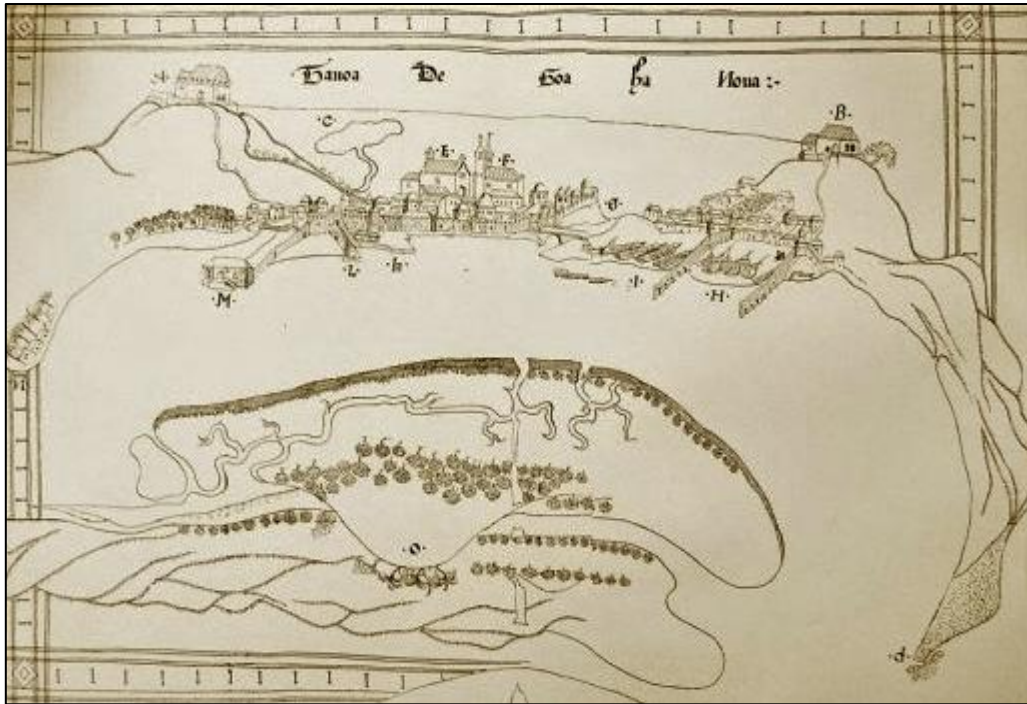 Tauoa De Goa ha Noua :-
·A·
·B·
·C·
·E· ·F·
·G·
·L· ·h·
·M· ·I· ·H·
·O·
·d·